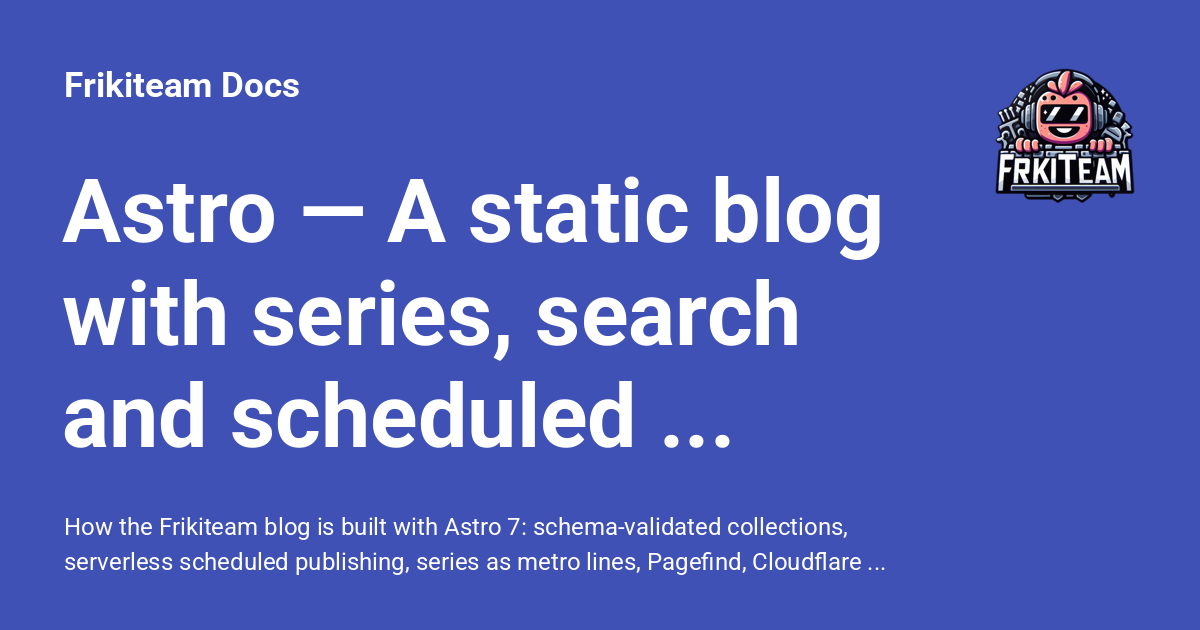 Frikiteam Docs
FRKITEAM
Astro — A static blog
with series, search
and scheduled ...
How the Frikiteam blog is built with Astro 7: schema-validated collections,
serverless scheduled publishing, series as metro lines, Pagefind, Cloudflare ...